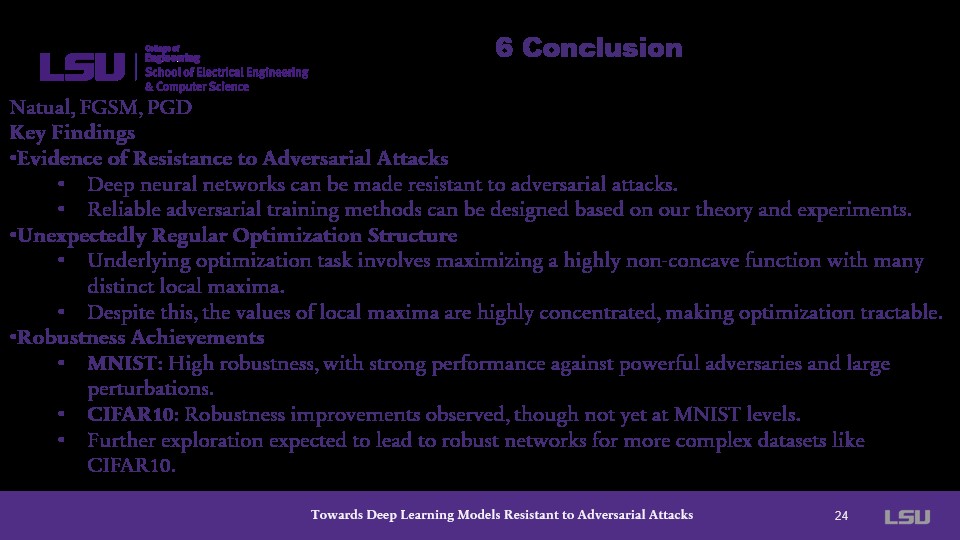 6 Conclusion
LSU
College of
Engineering
School of Electrical Engineering
& Computer Science
Natual, FGSM, PGD
Key Findings
•Evidence of Resistance to Adversarial Attacks
• Deep neural networks can be made resistant to adversarial attacks.
• Reliable adversarial training methods can be designed based on our theory and experiments.
•Unexpectedly Regular Optimization Structure
• Underlying optimization task involves maximizing a highly non-concave function with many
distinct local maxima.
• Despite this, the values of local maxima are highly concentrated, making optimization tractable.
•Robustness Achievements
• MNIST: High robustness, with strong performance against powerful adversaries and large
perturbations.
• CIFAR10: Robustness improvements observed, though not yet at MNIST levels.
• Further exploration expected to lead to robust networks for more complex datasets like
CIFAR10.
Towards Deep Learning Models Resistant to Adversarial Attacks
24
LSU